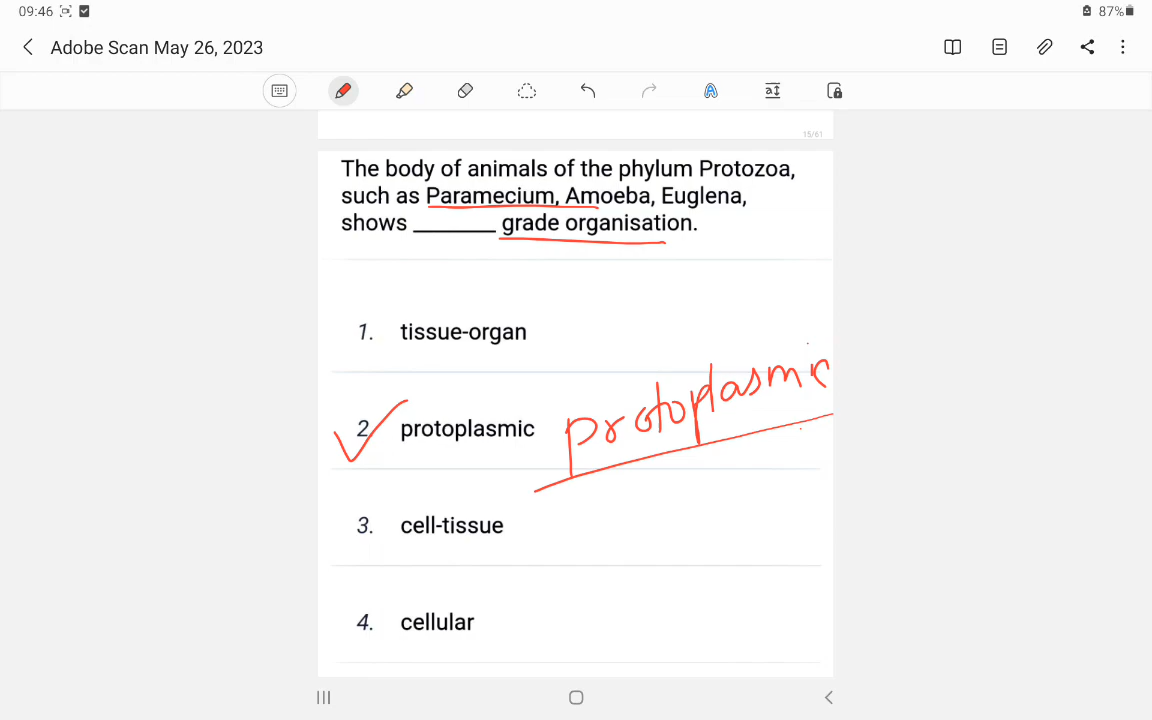 09:46
87%
Adobe Scan May 26, 2023
15/61
The body of animals of the phylum Protozoa,
such as Paramecium, Amoeba, Euglena,
shows _______ grade organisation.
1. tissue-organ
2. protoplasmic
protoplasmic
3. cell-tissue
4. cellular